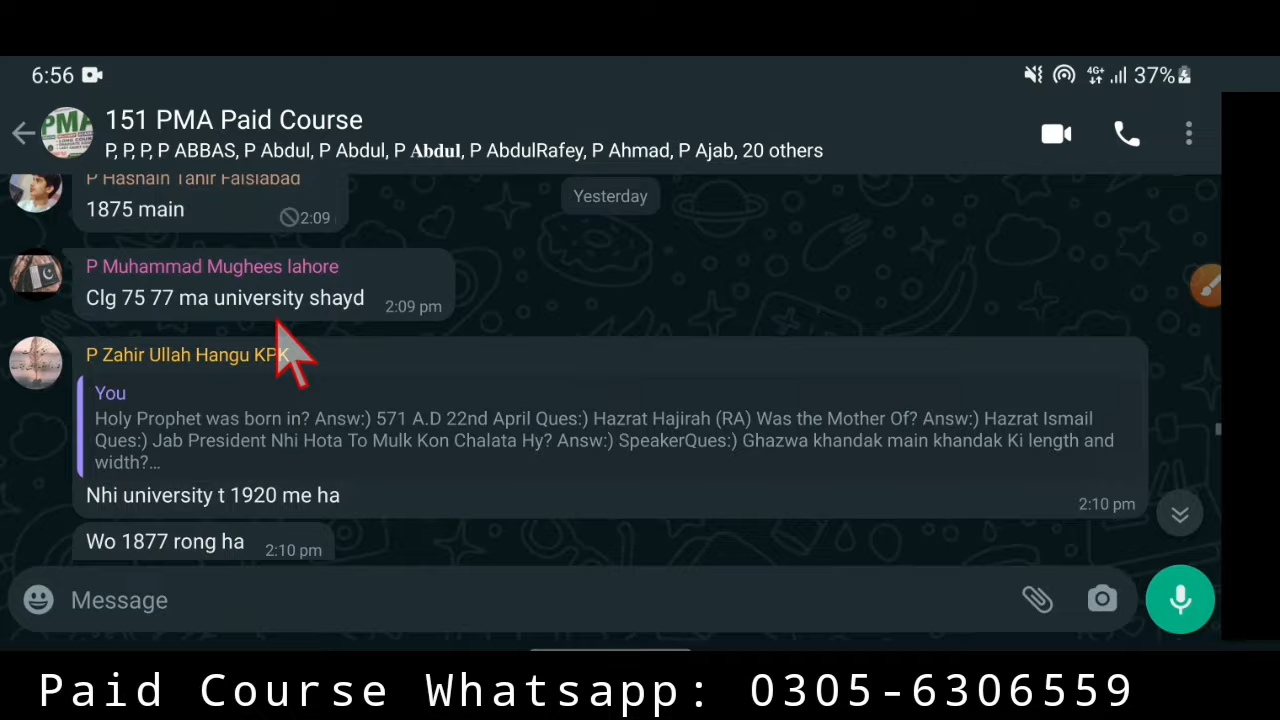 6:56
4G+
37%
151 PMA Paid Course
P, P, P, P ABBAS, P Abdul, P Abdul, P Abdul, P AbdulRafey, P Ahmad, P Ajab, 20 others
P Hasnain Tahir Faislabad
Yesterday
1875 main
2:09
P Muhammad Mughees lahore
Clg 75 77 ma university shayd
2:09 pm
P Zahir Ullah Hangu KPK
You
Holy Prophet was born in? Answ:) 571 A.D 22nd April Ques:) Hazrat Hajirah (RA) Was the Mother Of? Answ:) Hazrat Ismail
Ques:) Jab President Nhi Hota To Mulk Kon Chalata Hy? Answ:) SpeakerQues:) Ghazwa khandak main khandak Ki length and
width?...
Nhi university t 1920 me ha
2:10 pm
Wo 1877 rong ha
2:10 pm
Message
Paid Course Whatsapp: 0305-6306559